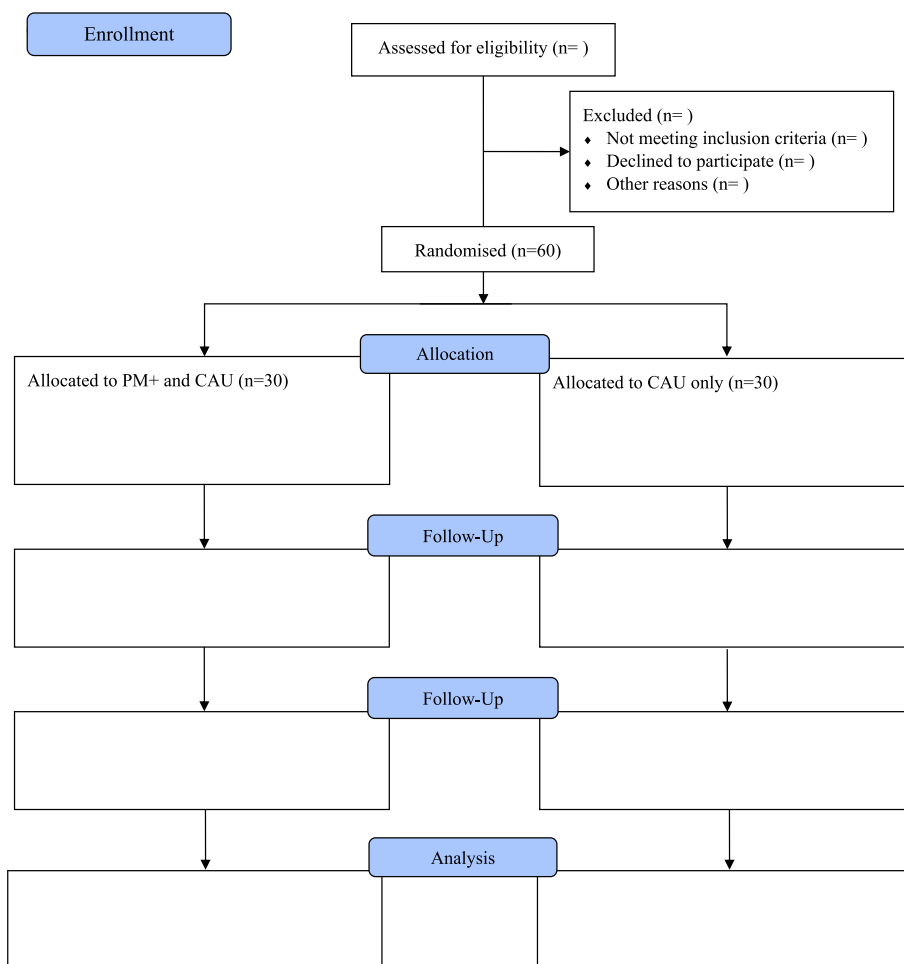 Enrollment
Assessed for eligibility (n= )
Excluded (n= )
⬧ Not meeting inclusion criteria (n= )
⬧ Declined to participate (n= )
⬧ Other reasons (n= )
Randomised (n=60)
Allocation
Allocated to PM+ and CAU (n=30)
Allocated to CAU only (n=30)
Follow-Up
Follow-Up
Analysis